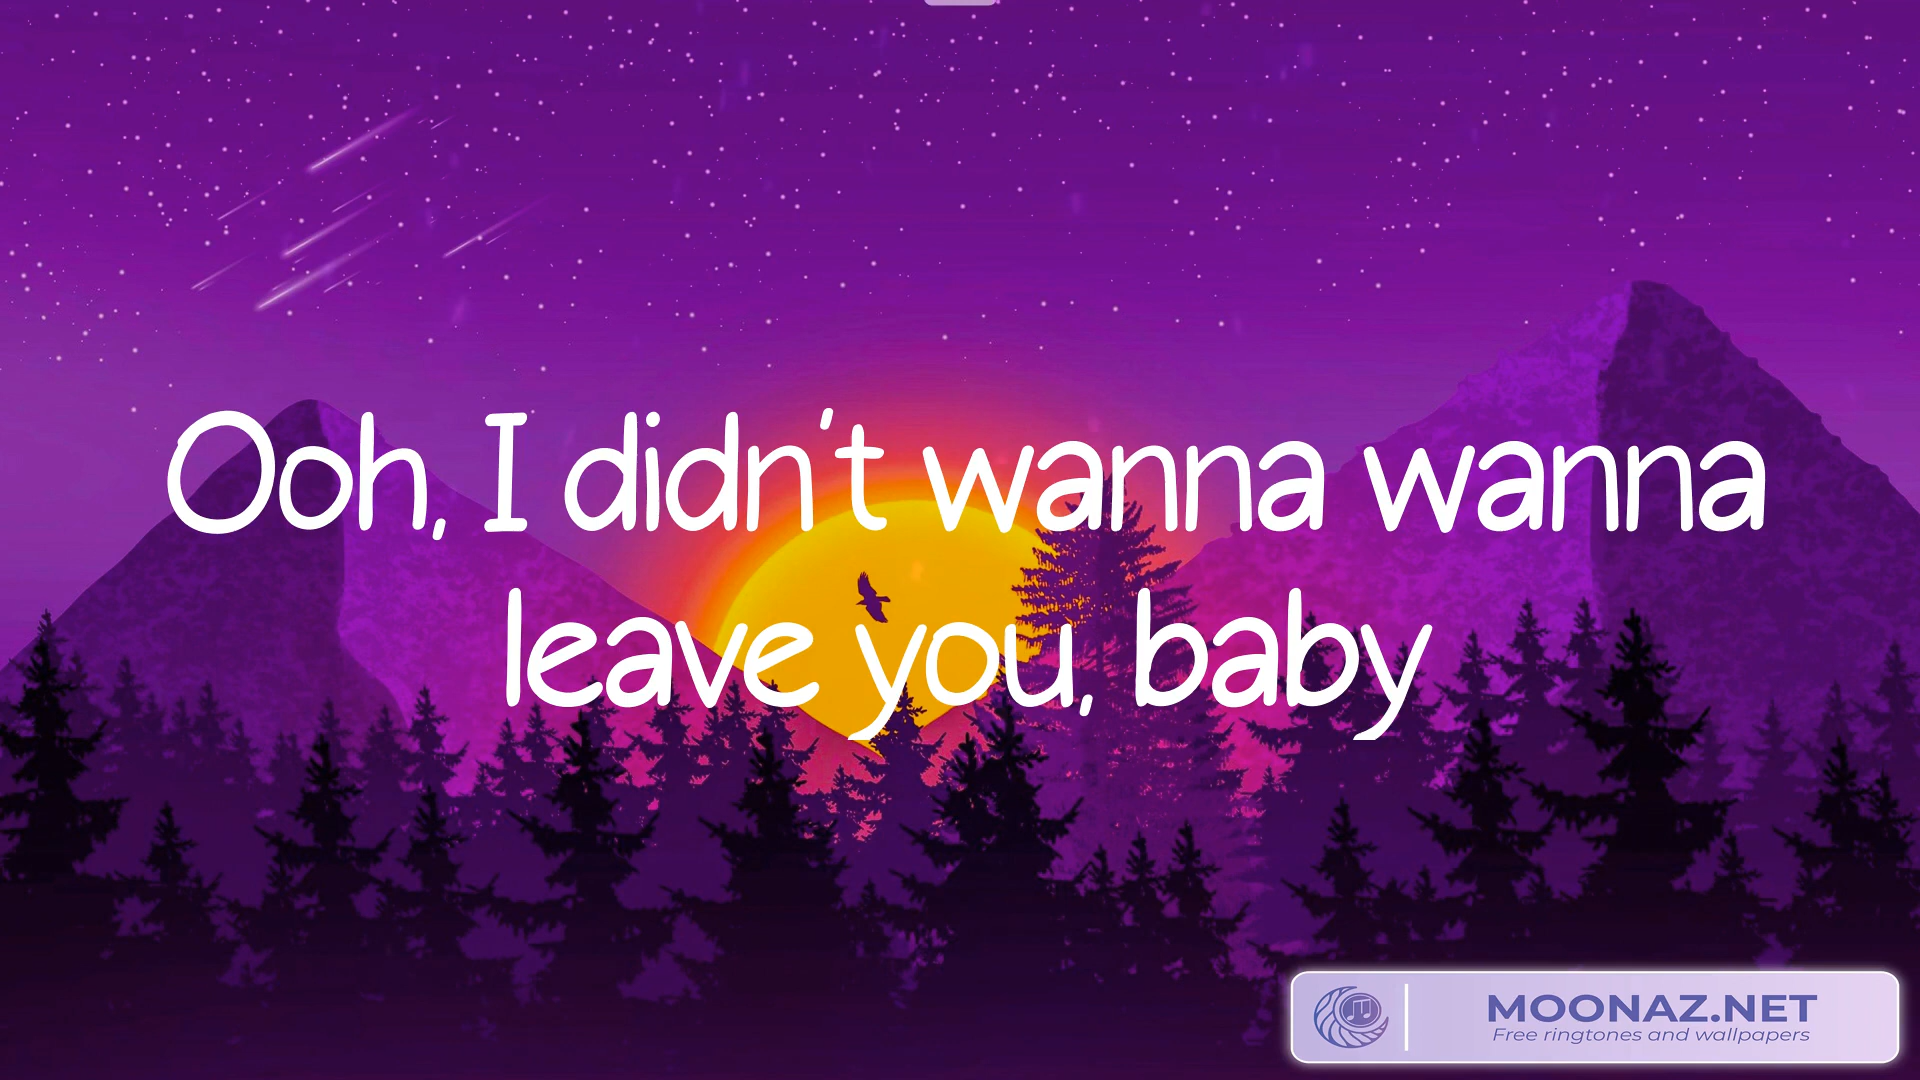 Ooh, I didn't wanna wanna
leave you, baby
MOONAZ.NET
Free ringtones and wallpapers